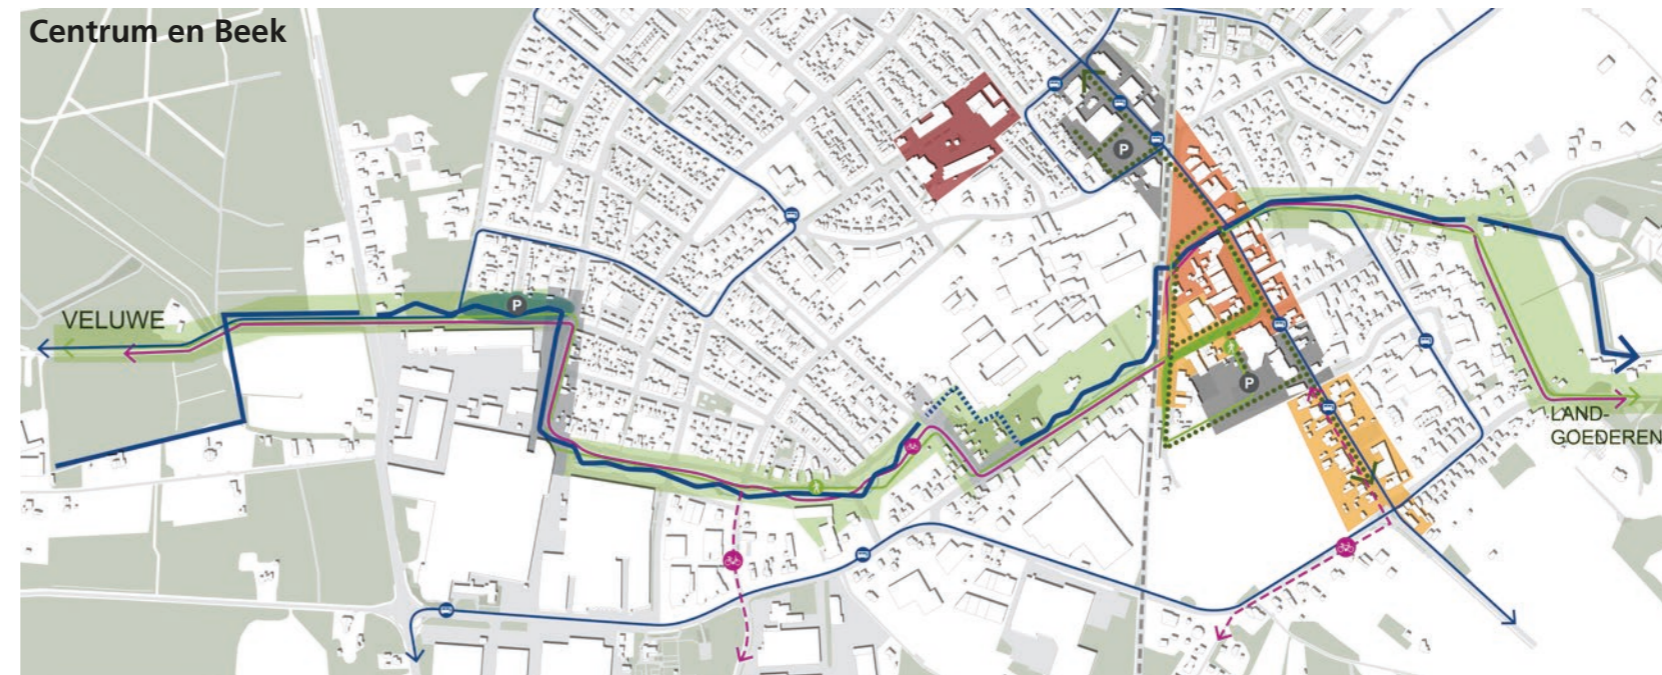 Centrum en Beek
P
P
VELUWE
P
LAND-
GOEDEREN